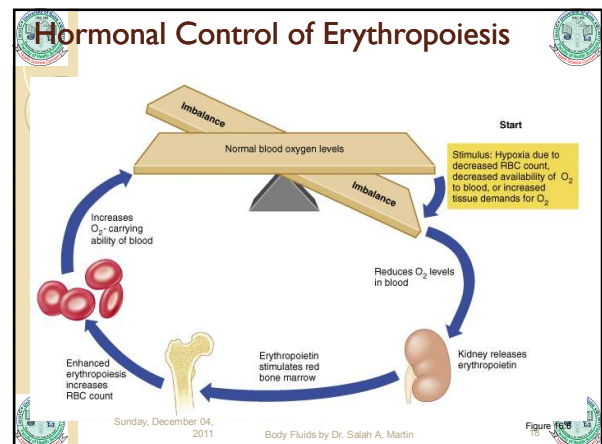 Hormonal Control of Erythropoiesis
Imbalance
Start
Normal blood oxygen levels
Stimulus: Hypoxia due to
decreased RBC count,
decreased availability of O2
to blood, or increased
tissue demands for O2
Imbalance
Increases
O2- carrying
ability of blood
Reduces O2 levels
in blood
Erythropoietin
stimulates red
bone marrow
Kidney releases
erythropoietin
Enhanced
erythropoiesis
increases
RBC count
Sunday, December 04,
2011
Body Fluids by Dr. Salah A. Martin
Figure 16.6